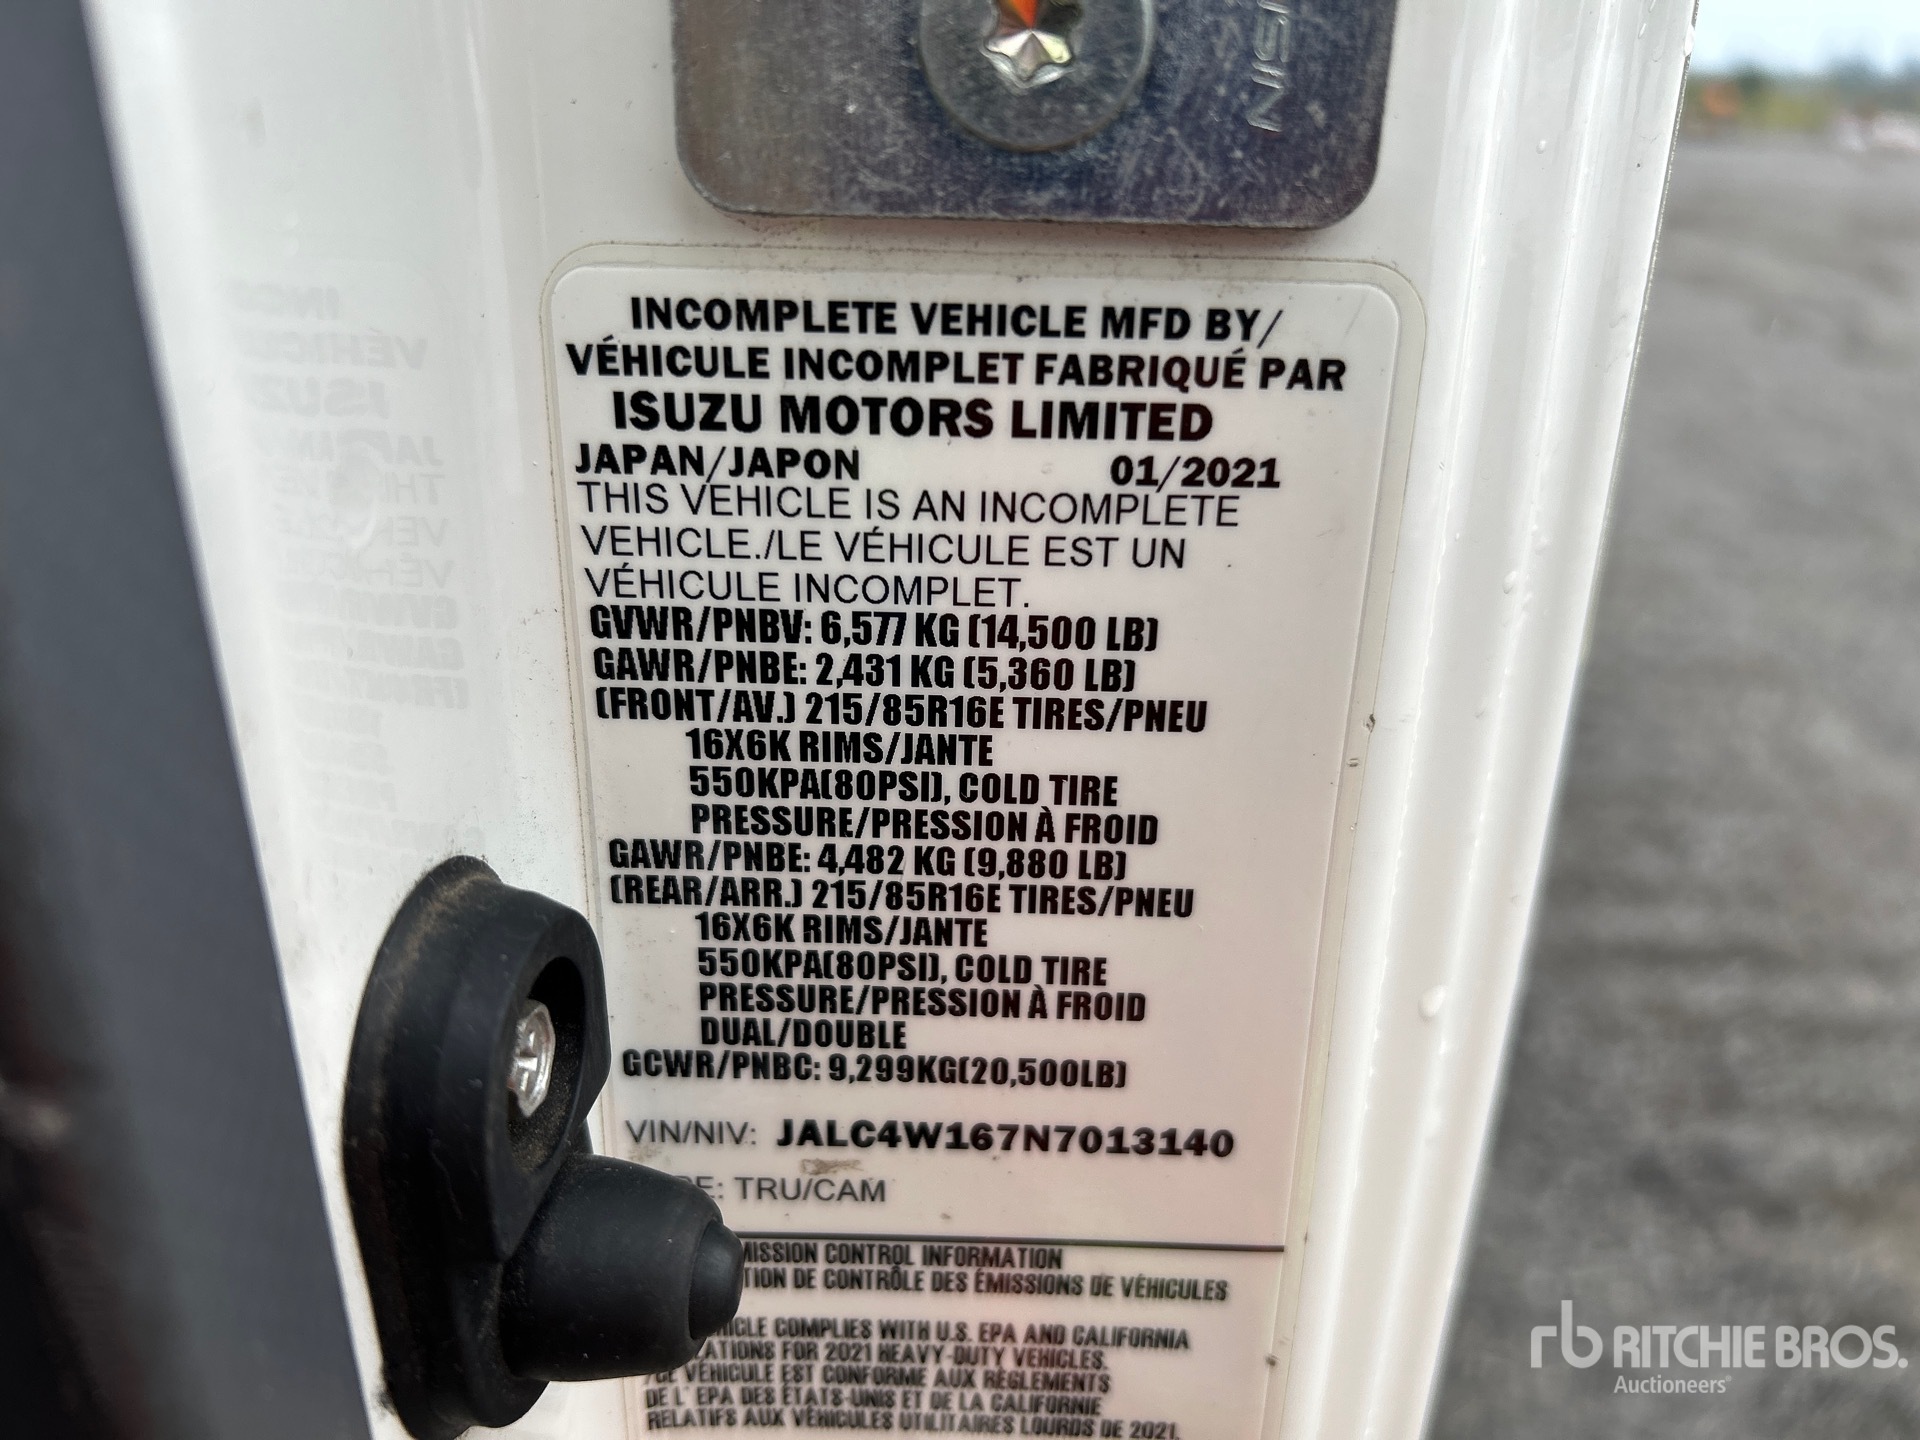 INCOMPLETE VEHICLE MFD BY/
VÉHICULE INCOMPLET FABRIQUÉ PAR
ISUZU MOTORS LIMITED
JAPAN/JAPON 01/2021
THIS VEHICLE IS AN INCOMPLETE
VEHICLE./LE VÉHICULE EST UN
VÉHICULE INCOMPLET.
GVWR/PNBV: 6,577 KG (14,500 LB)
GAWR/PNBE: 2,431 KG (5,360 LB)
(FRONT/AV.) 215/85R16E TIRES/PNEU
16X6K RIMS/JANTE
550KPA(80PSI), COLD TIRE
PRESSURE/PRESSION À FROID
GAWR/PNBE: 4,482 KG (9,880 LB)
(REAR/ARR.) 215/85R16E TIRES/PNEU
16X6K RIMS/JANTE
550KPA(80PSI), COLD TIRE
PRESSURE/PRESSION À FROID
DUAL/DOUBLE
GCWR/PNBC: 9,299KG(20,500LB)
VIN/NIV: JALC4W167N7013140
: TRU/CAM
CONTROL INFORMATION
DE CONTRÔLE DES ÉMISSIONS DE VÉHICULES
COMPLIES WITH U.S. EPA AND CALIFORNIA
FOR 2021 HEAVY-DUTY VEHICLES.
VÉHICULE EST CONFORME AUX RÈGLEMENTS
DE L' EPA DES ÉTATS-UNIS ET DE LA CALIFORNIE
RELATIFS AUX VÉHICULES UTILITAIRES LOURDS DE 2021.
rb RITCHIE BROS.
Auctioneers